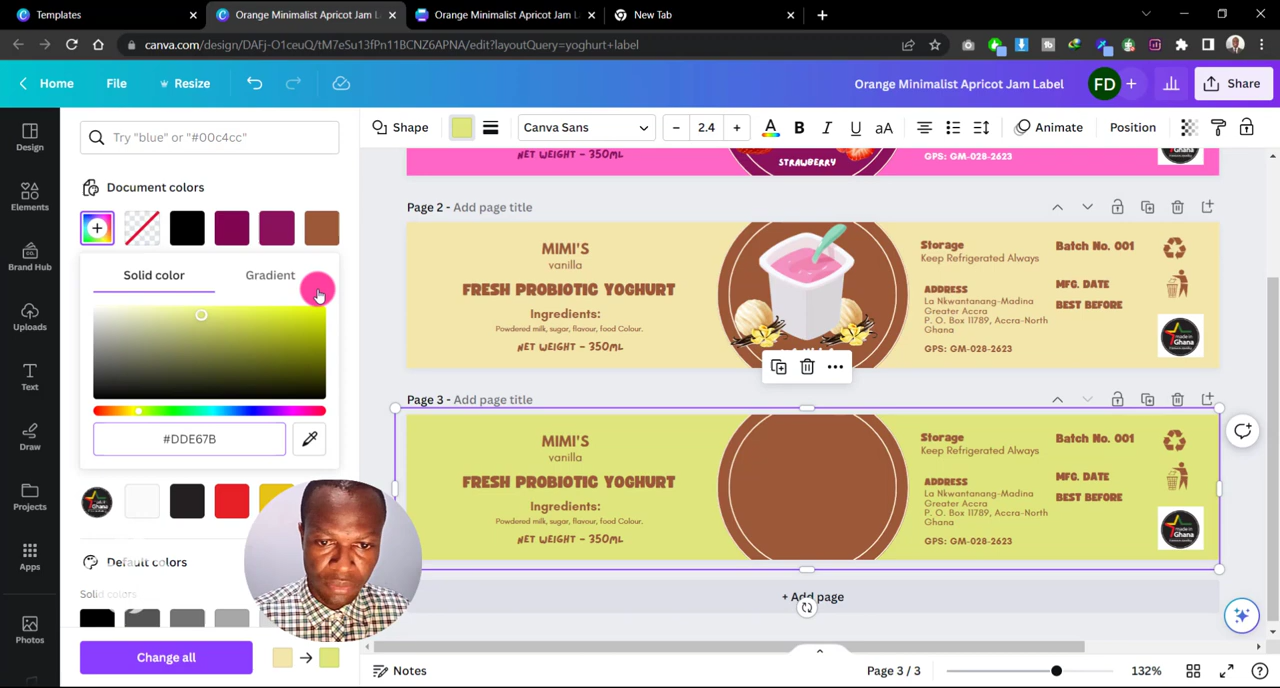 Templates
Orange Minimalist Apricot Jam L
Orange Minimalist Apricot Jam L
New Tab
canva.com/design/DAFj-O1ceuQ/tM7eSu13fPn11BCNZ6APNA/edit?layoutQuery=yoghurt+label
Home
File
Resize
Orange Minimalist Apricot Jam Label
FD
Share
Design
Elements
Brand Hub
Uploads
Text
Draw
Projects
Apps
Photos
Try "blue" or "#00c4cc"
Document colors
Solid color
Gradient
#DDE67B
Default colors
Solid colors
Change all
Shape
Canva Sans
2.4
A
B
I
U
aA
Animate
Position
NET WEIGHT - 350ML
STRAWBERRY
GPS: GM-028-2623
Page 2 - Add page title
MIMI'S
vanilla
FRESH PROBIOTIC YOGHURT
Ingredients:
Powdered milk, sugar, flavour, food Colour.
NET WEIGHT - 350ML
Storage
Keep Refrigerated Always
ADDRESS
La Nkwantanang-Madina
Greater Accra
P. O. Box 11789, Accra-North
Ghana
GPS: GM-028-2623
Batch No. 001
MFG. DATE
BEST BEFORE
made in
Ghana
Page 3 - Add page title
MIMI'S
vanilla
FRESH PROBIOTIC YOGHURT
Ingredients:
Powdered milk, sugar, flavour, food Colour.
NET WEIGHT - 350ML
Storage
Keep Refrigerated Always
ADDRESS
La Nkwantanang-Madina
Greater Accra
P. O. Box 11789, Accra-North
Ghana
GPS: GM-028-2623
Batch No. 001
MFG. DATE
BEST BEFORE
made in
Ghana
+ Add page
Notes
Page 3 / 3
132%